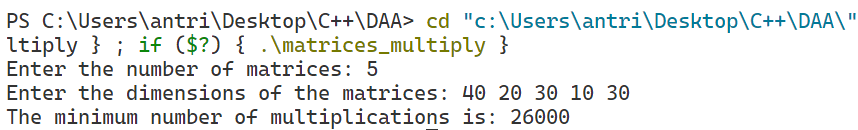 PS C:\Users\antri\Desktop\C++\DAA> cd "c:\Users\antri\Desktop\C++\DAA\"
ltiply } ; if ($?) { .\matrices_multiply }
Enter the number of matrices: 5
Enter the dimensions of the matrices: 40 20 30 10 30
The minimum number of multiplications is: 26000